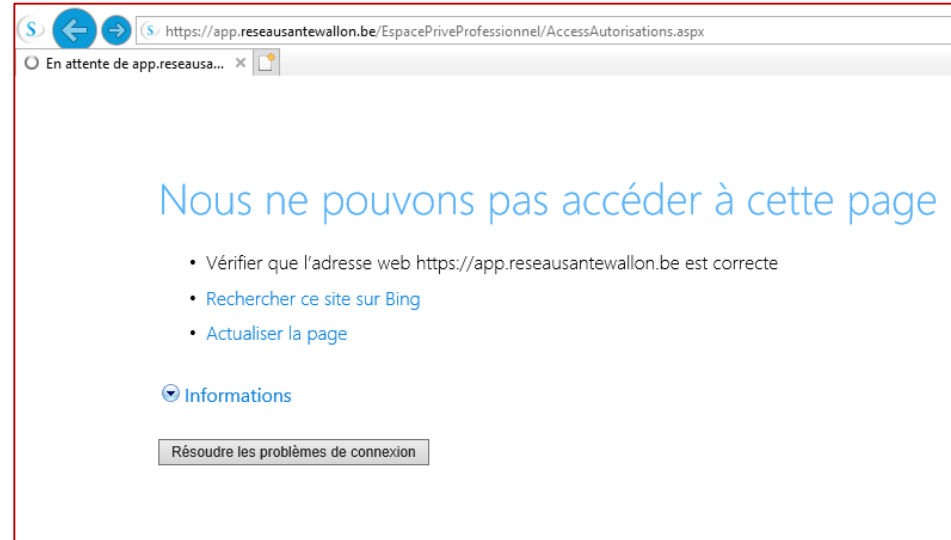 https://app.reseausantewallon.be/EspacePriveProfessionnel/AccessAutorisations.aspx
En attente de app.reseausa...
Nous ne pouvons pas accéder à cette page
• Vérifier que l'adresse web https://app.reseausantewallon.be est correcte
• Rechercher ce site sur Bing
• Actualiser la page
Informations
Résoudre les problèmes de connexion